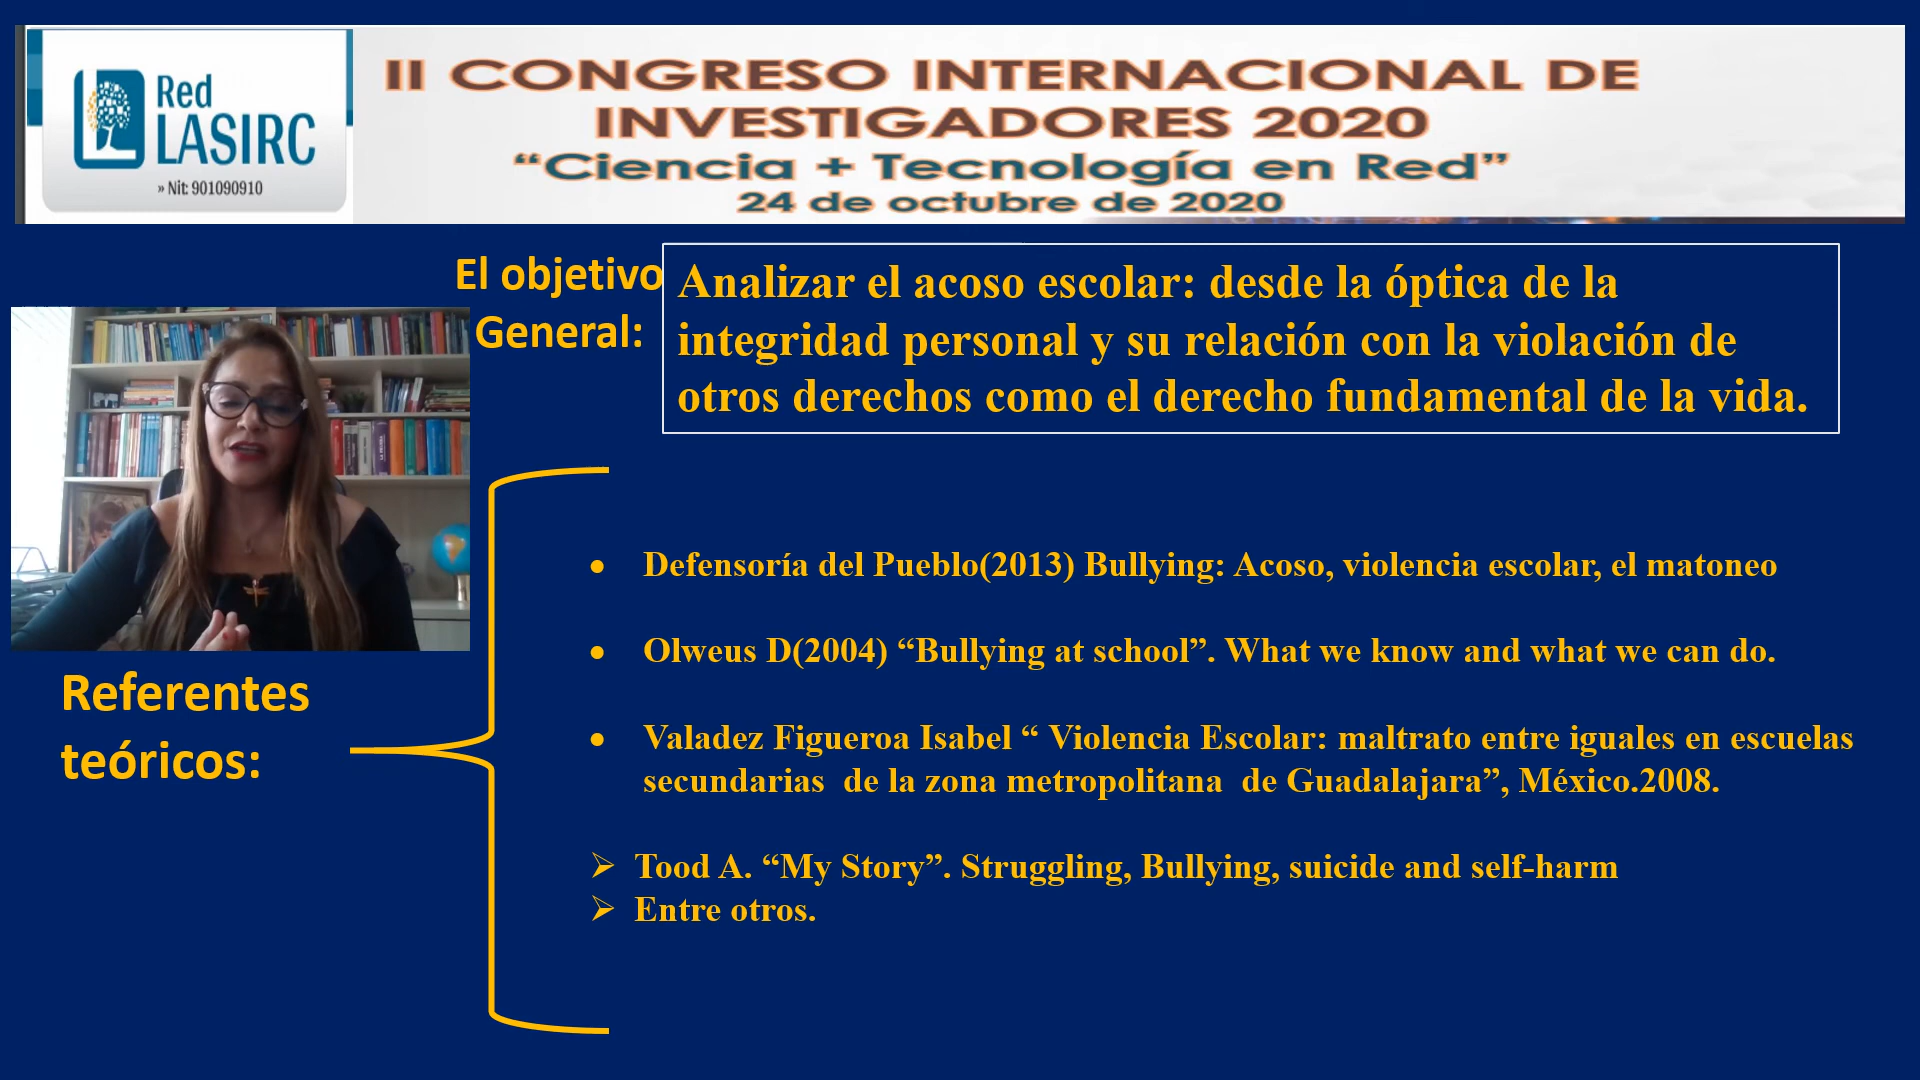 Red
LASIRC
» Nit: 901090910
II CONGRESO INTERNACIONAL DE
INVESTIGADORES 2020
“Ciencia + Tecnología en Red”
24 de octubre de 2020
El objetivo
General:
Analizar el acoso escolar: desde la óptica de la
integridad personal y su relación con la violación de
otros derechos como el derecho fundamental de la vida.
Referentes
teóricos:
• Defensoría del Pueblo(2013) Bullying: Acoso, violencia escolar, el matoneo
• Olweus D(2004) “Bullying at school”. What we know and what we can do.
• Valadez Figueroa Isabel “ Violencia Escolar: maltrato entre iguales en escuelas
secundarias de la zona metropolitana de Guadalajara”, México.2008.
➢ Tood A. “My Story”. Struggling, Bullying, suicide and self-harm
➢ Entre otros.